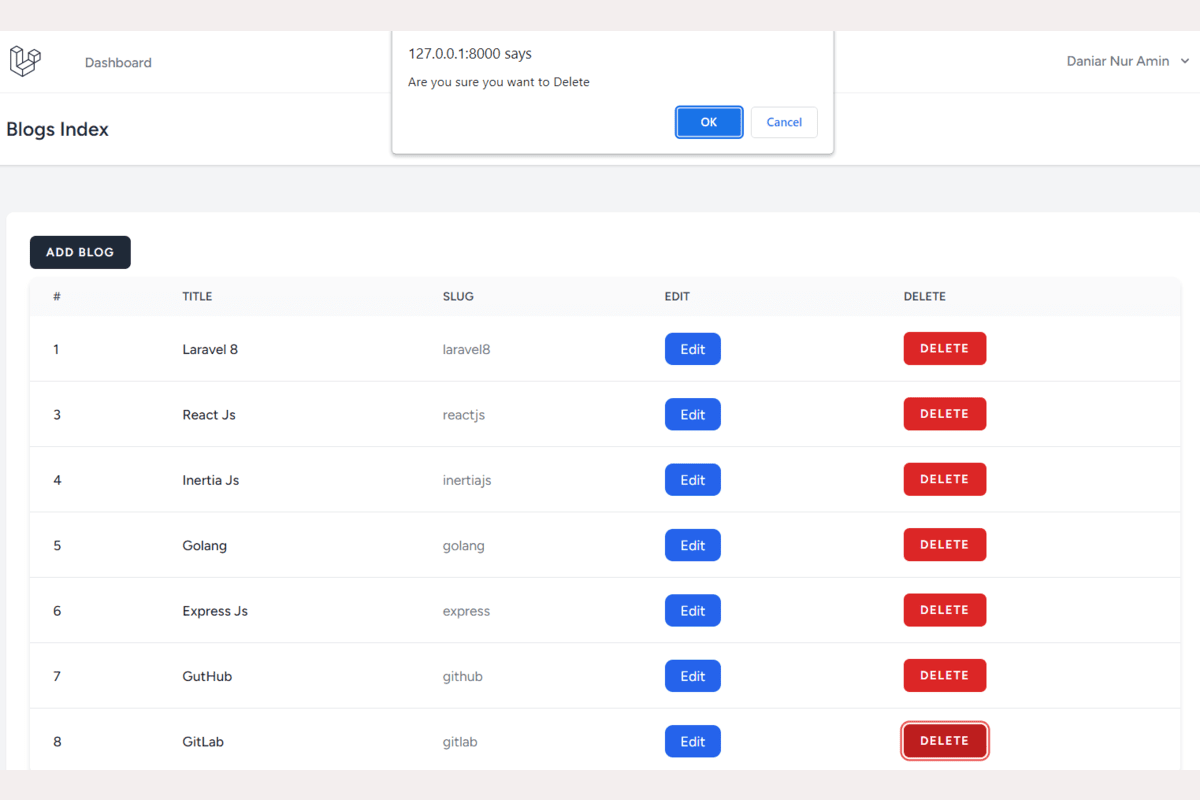 127.0.0.1:8000 says
Are you sure you want to Delete
OK Cancel
Dashboard Daniar Nur Amin
Blogs Index
ADD BLOG
# TITLE SLUG EDIT DELETE
1 Laravel 8 laravel8 Edit DELETE
3 React Js reactjs Edit DELETE
4 Inertia Js inertiajs Edit DELETE
5 Golang golang Edit DELETE
6 Express Js express Edit DELETE
7 GutHub github Edit DELETE
8 GitLab gitlab Edit DELETE